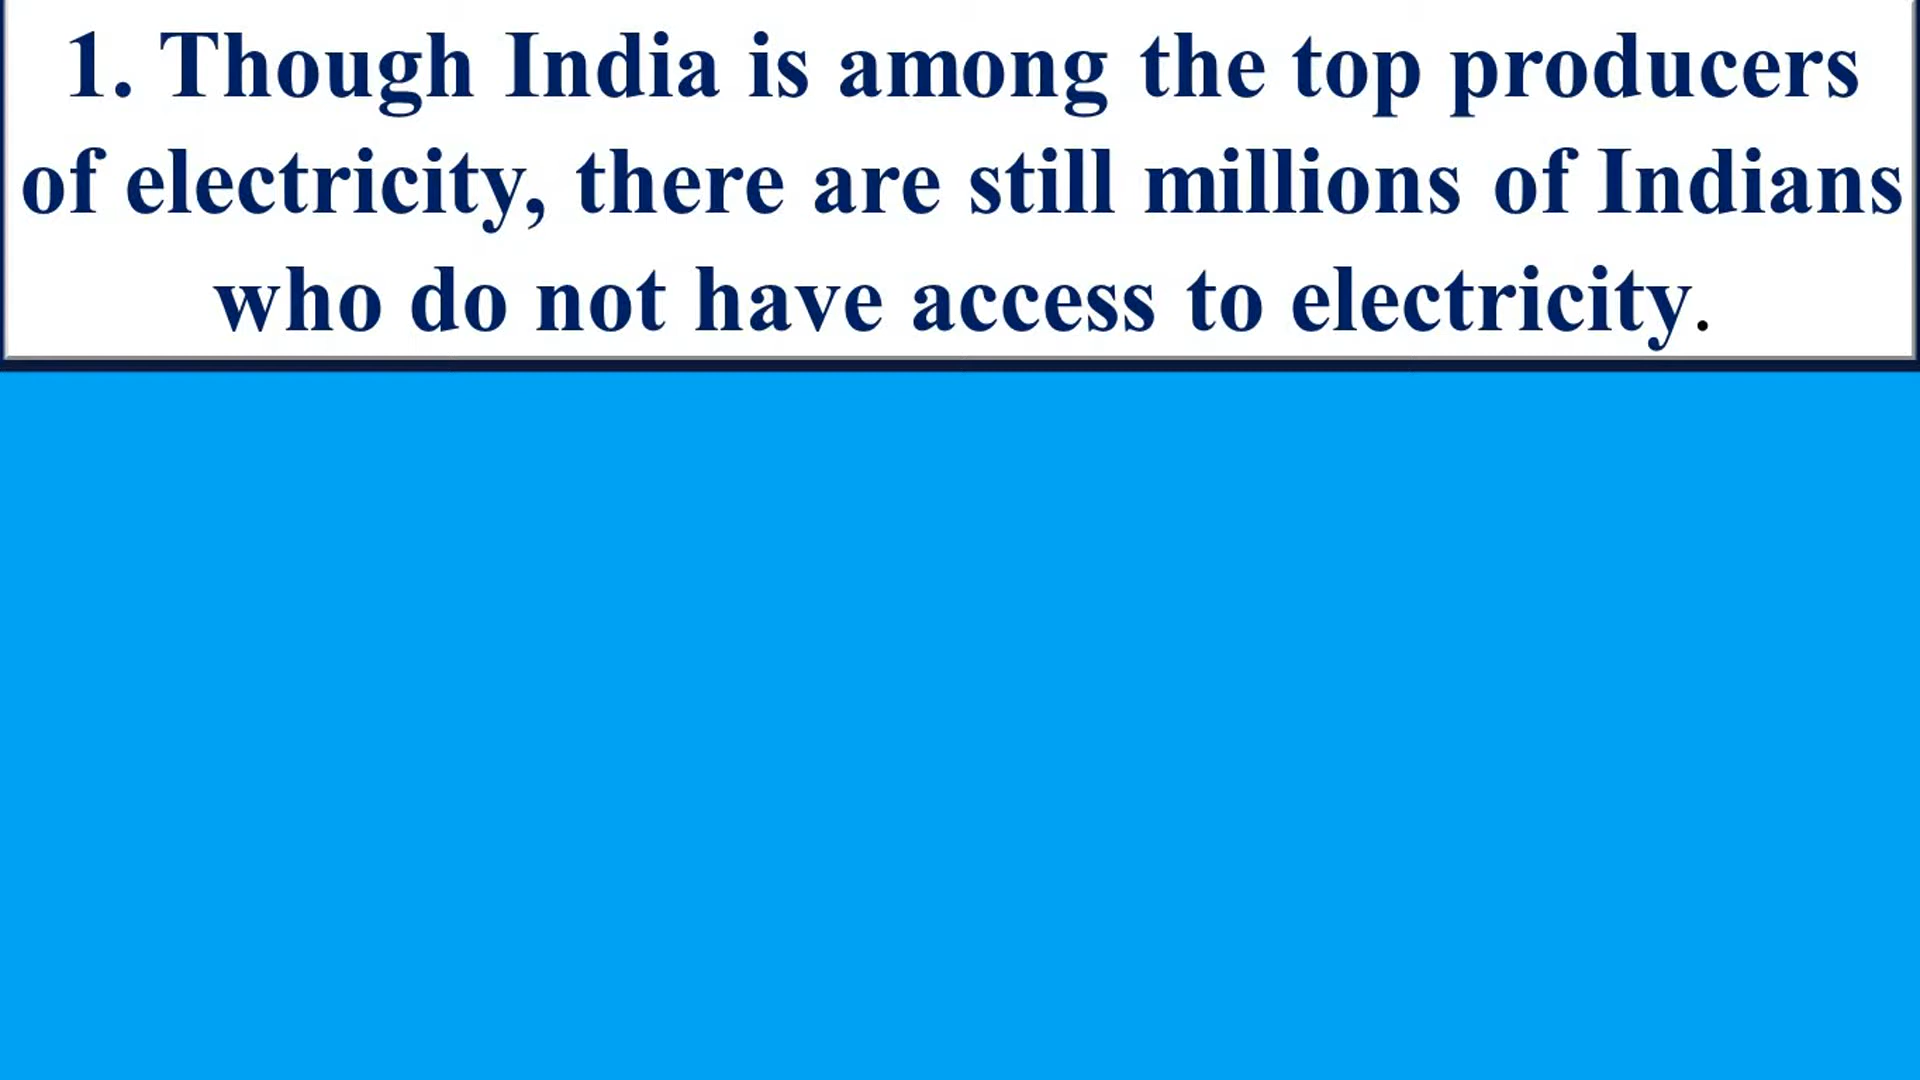 1. Though India is among the top producers
of electricity, there are still millions of Indians
who do not have access to electricity.